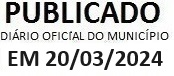 PUBLICADO
DIÁRIO OFICIAL DO MUNICÍPIO
EM 20/03/2024